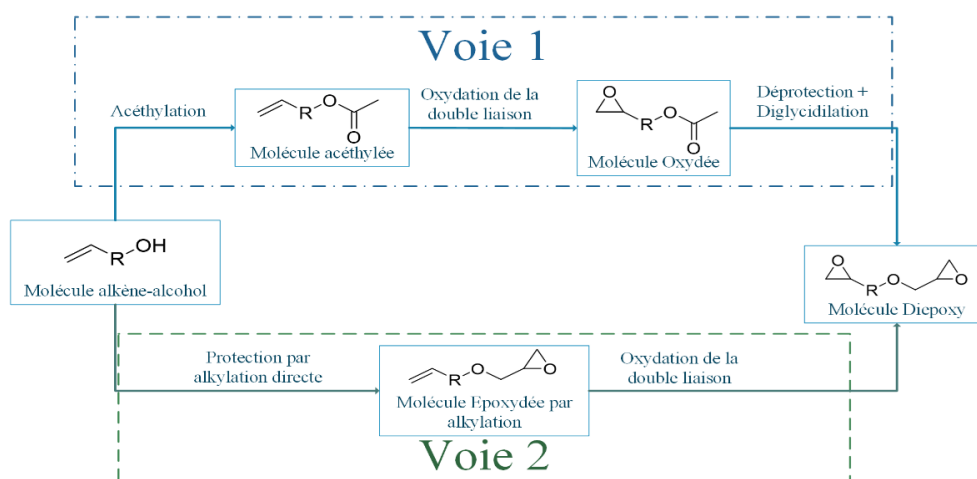 Voie 1
Acéthylation
O
R
O
Molécule acéthylée
Oxydation de la
double liaison
O
R
O
O
Molécule Oxydée
Déprotection +
Diglycidilation
R
OH
Molécule alkène-alcohol
O
R
O
O
Molécule Diepoxy
Protection par
alkylation directe
R
O
O
Molécule Epoxydée par
alkylation
Oxydation de la
double liaison
Voie 2